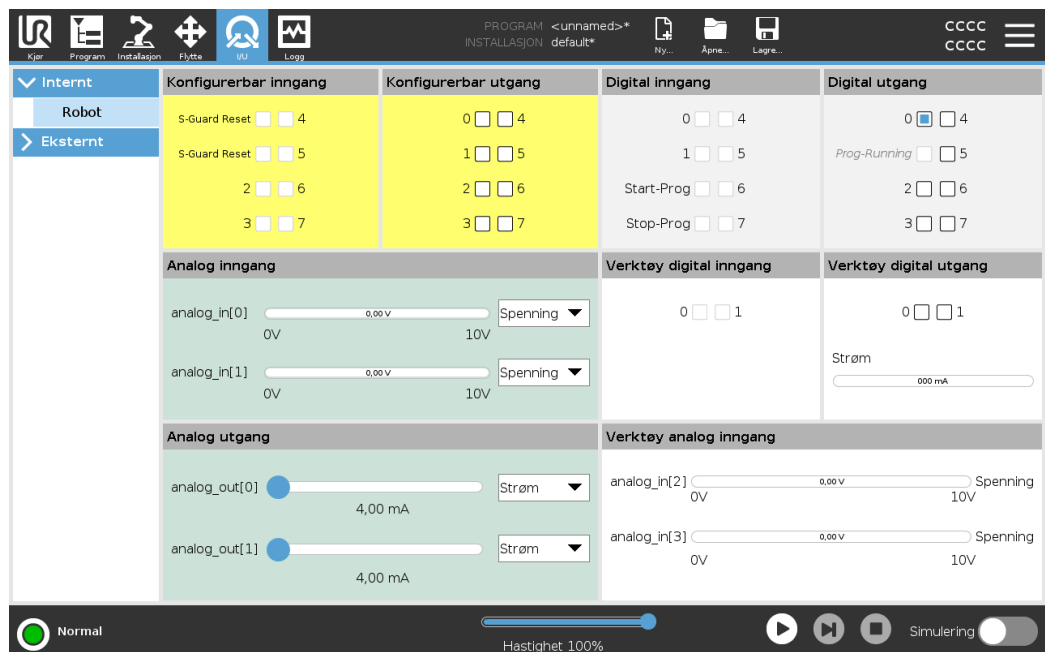 PROGRAM <unnamed>*
INSTALLASJON default*
CCCC
CCCC
Kjør Program Installasjon Flytte I/U Logg Ny... Åpne... Lagre...
Internt
Robot
Eksternt
Konfigurerbar inngang
S-Guard Reset 4
S-Guard Reset 5
2 6
3 7
Konfigurerbar utgang
0 4
1 5
2 6
3 7
Digital inngang
0 4
1 5
Start-Prog 6
Stop-Prog 7
Digital utgang
0 4
Prog-Running 5
2 6
3 7
Analog inngang
analog_in[0] 0,00 V Spenning
0V 10V
analog_in[1] 0,00 V Spenning
0V 10V
Verktøy digital inngang
0 1
Verktøy digital utgang
0 1
Strøm
000 mA
Analog utgang
analog_out[0] Strøm
4,00 mA
analog_out[1] Strøm
4,00 mA
Verktøy analog inngang
analog_in[2] 0,00 V Spenning
0V 10V
analog_in[3] 0,00 V Spenning
0V 10V
Normal
Hastighet 100%
Simulering